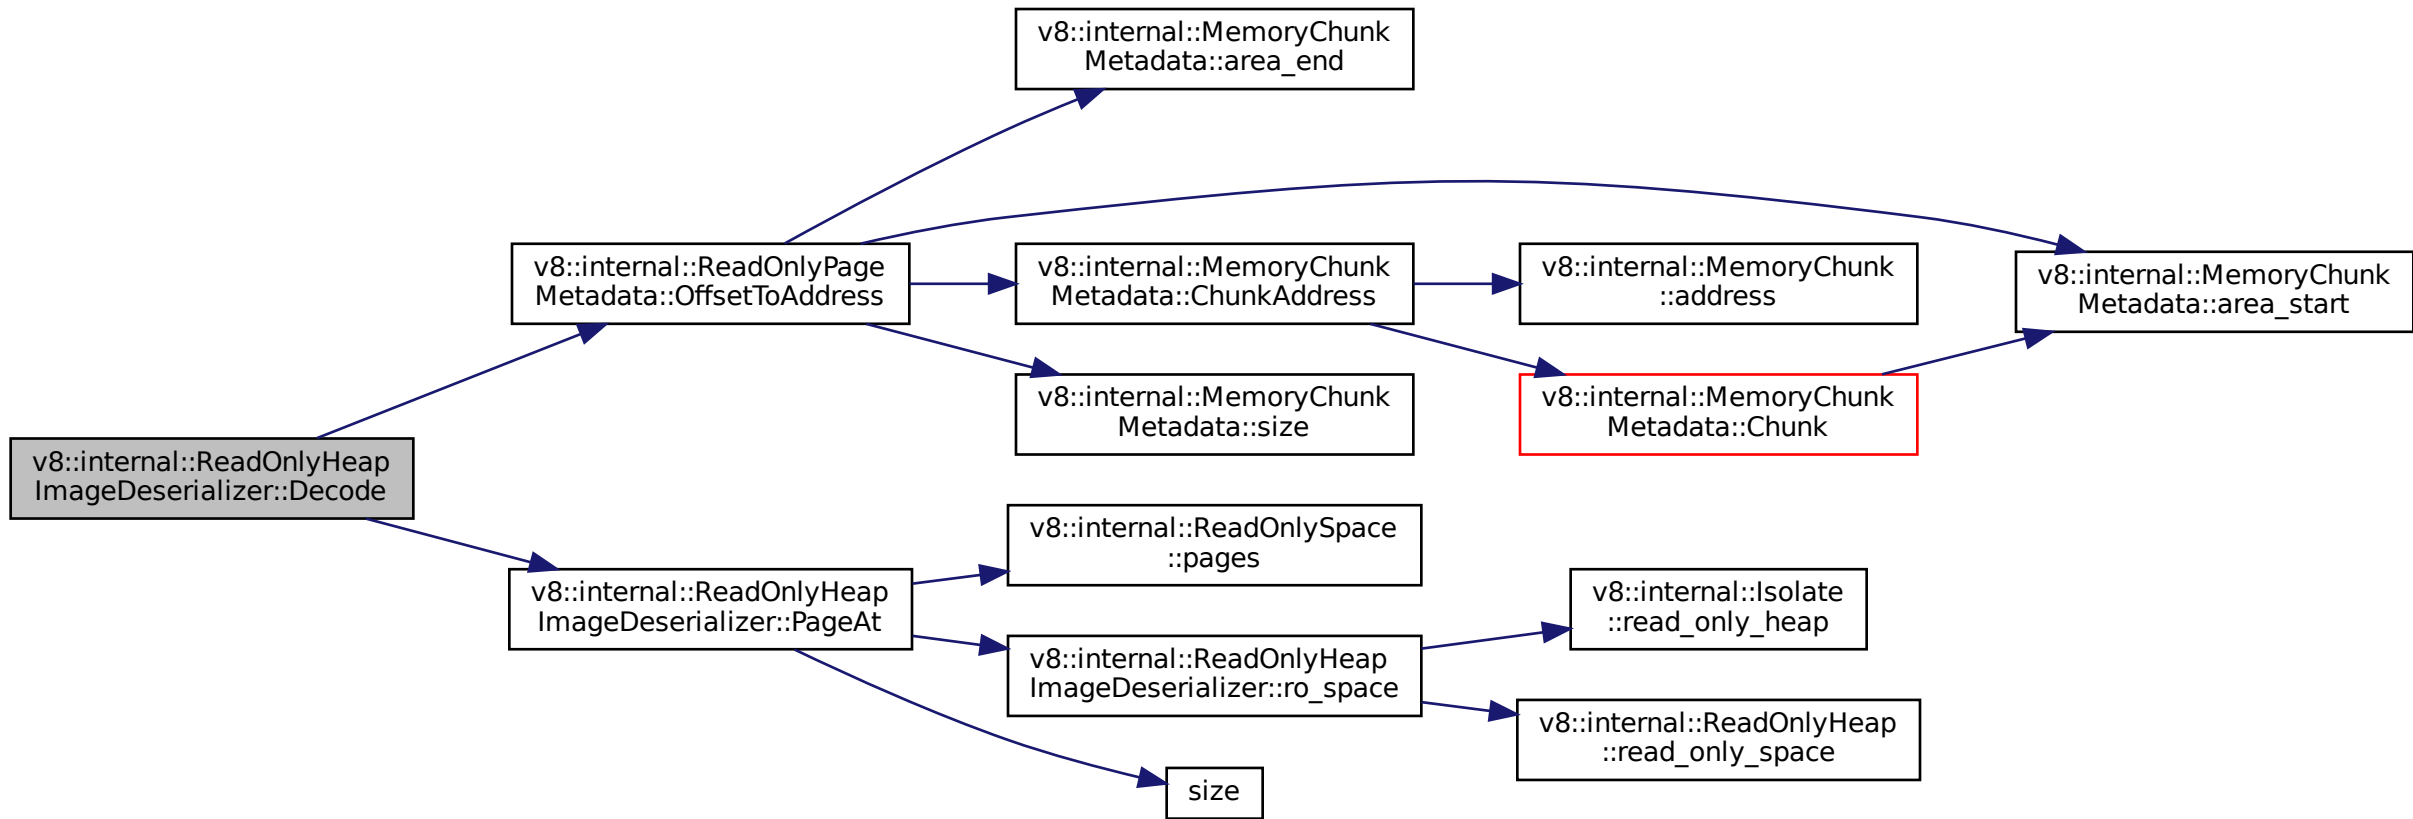 v8::internal::MemoryChunk
Metadata::area_end
v8::internal::ReadOnlyPage
Metadata::OffsetToAddress
v8::internal::MemoryChunk
Metadata::ChunkAddress
v8::internal::MemoryChunk
::address
v8::internal::MemoryChunk
Metadata::area_start
v8::internal::MemoryChunk
Metadata::size
v8::internal::MemoryChunk
Metadata::Chunk
v8::internal::ReadOnlyHeap
ImageDeserializer::Decode
v8::internal::ReadOnlySpace
::pages
v8::internal::ReadOnlyHeap
ImageDeserializer::PageAt
v8::internal::Isolate
::read_only_heap
v8::internal::ReadOnlyHeap
ImageDeserializer::ro_space
v8::internal::ReadOnlyHeap
::read_only_space
size